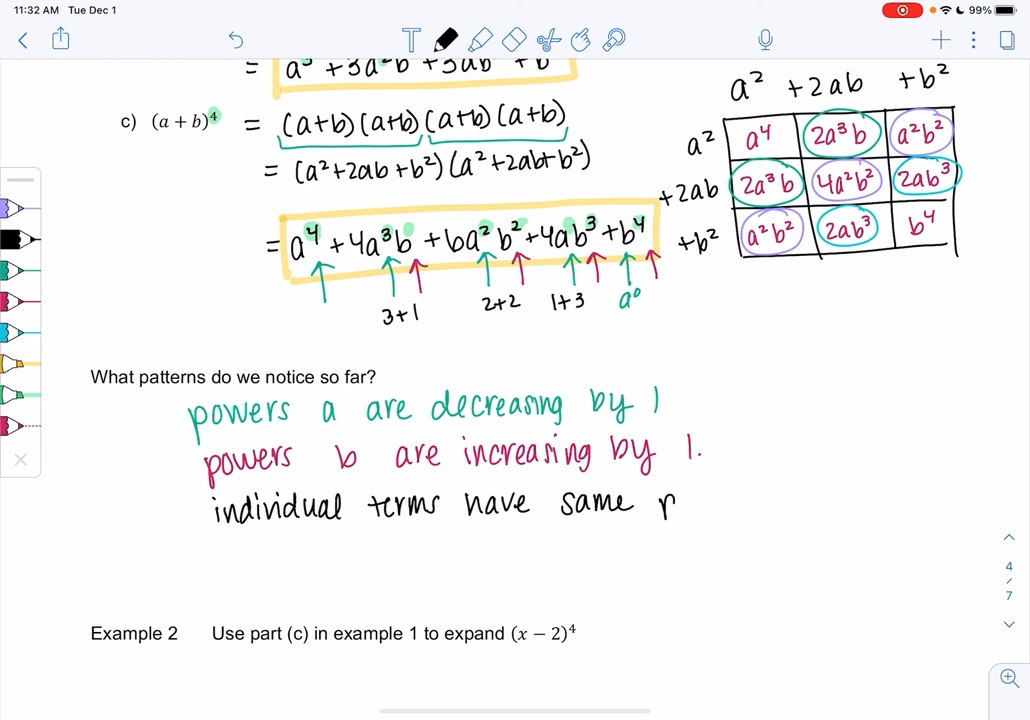 11:32 AM Tue Dec 1
99%
= a³ + 3a²b + 3ab + b
a² + 2ab + b²
c) (a + b)⁴ = (a+b)(a+b)(a+b)(a+b)
a² a⁴ 2a³b a²b²
= (a²+2ab+b²)(a²+2ab+b²)
+2ab 2a³b 4a²b² 2ab³
+b² a²b² 2ab³ b⁴
= a⁴ + 4a³b + 6a²b² + 4ab³ + b⁴
3+1 2+2 1+3 a⁰
What patterns do we notice so far?
powers a are decreasing by 1
powers b are increasing by 1.
individual terms have same p
4
/
7
Example 2 Use part (c) in example 1 to expand (x − 2)⁴